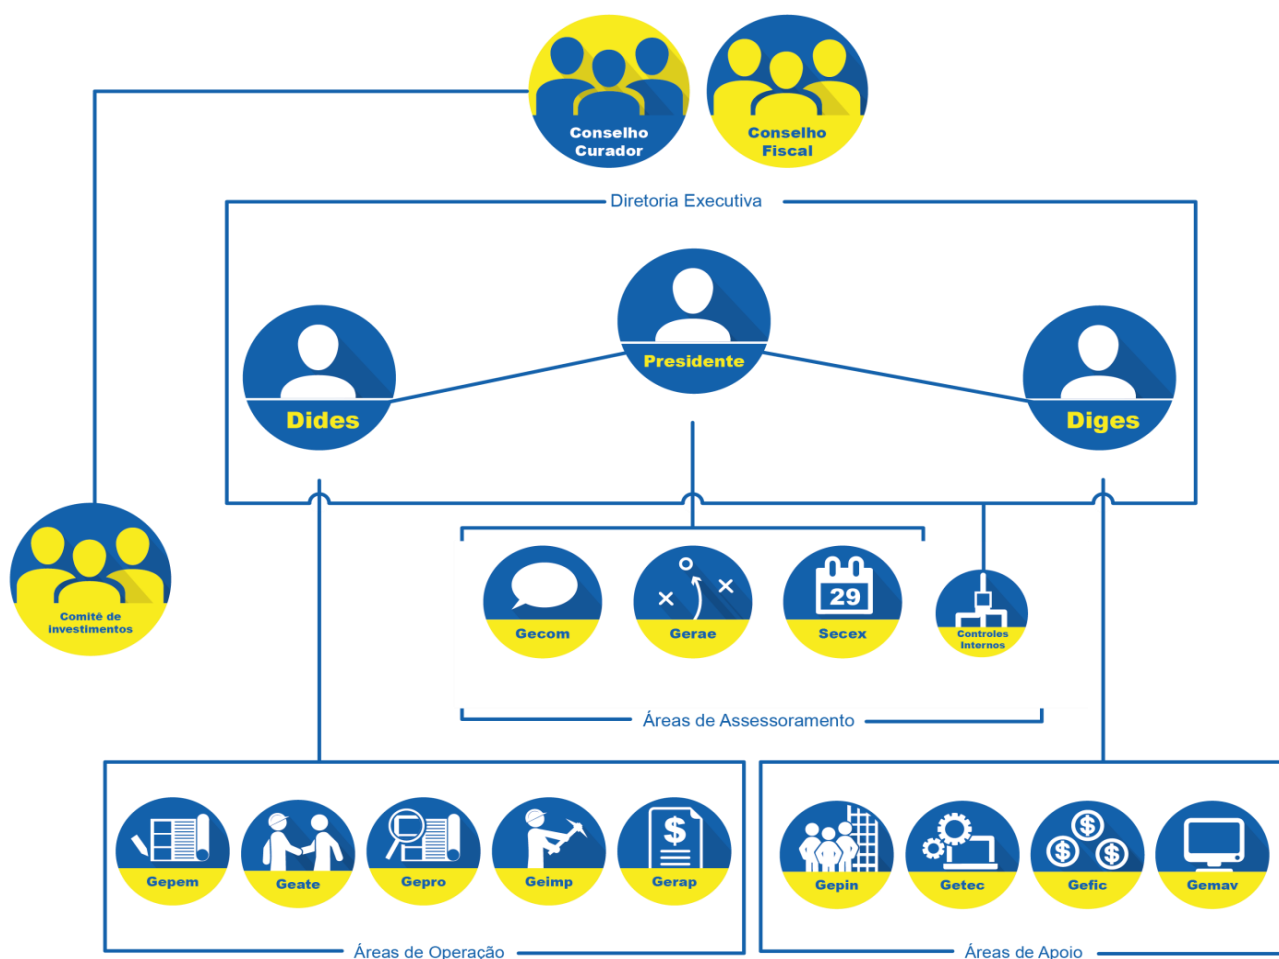 Conselho
Curador
Conselho
Fiscal
Diretoria Executiva
Presidente
Dides
Diges
Comitê de
investimentos
29
Gecom
Gerae
Secex
Controles
Internos
Áreas de Assessoramento
Gepem
Geate
Gepro
Geimp
Gerap
Gepin
Getec
Gefic
Gemav
Áreas de Operação
Áreas de Apoio